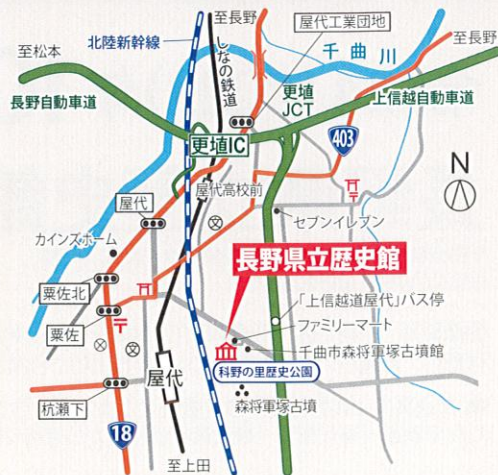 至長野
屋代工業団地
至長野
北陸新幹線
しなの鉄道
千曲川
至松本
長野自動車道
更埴
JCT
上信越自動車道
403
更埴IC
N
屋代高校前
屋代
セブンイレブン
カインズホーム
長野県立歴史館
粟佐北
「上信越道屋代」バス停
ファミリーマート
粟佐
千曲市森将軍塚古墳館
屋代
科野の里歴史公園
杭瀬下
森将軍塚古墳
18
至上田